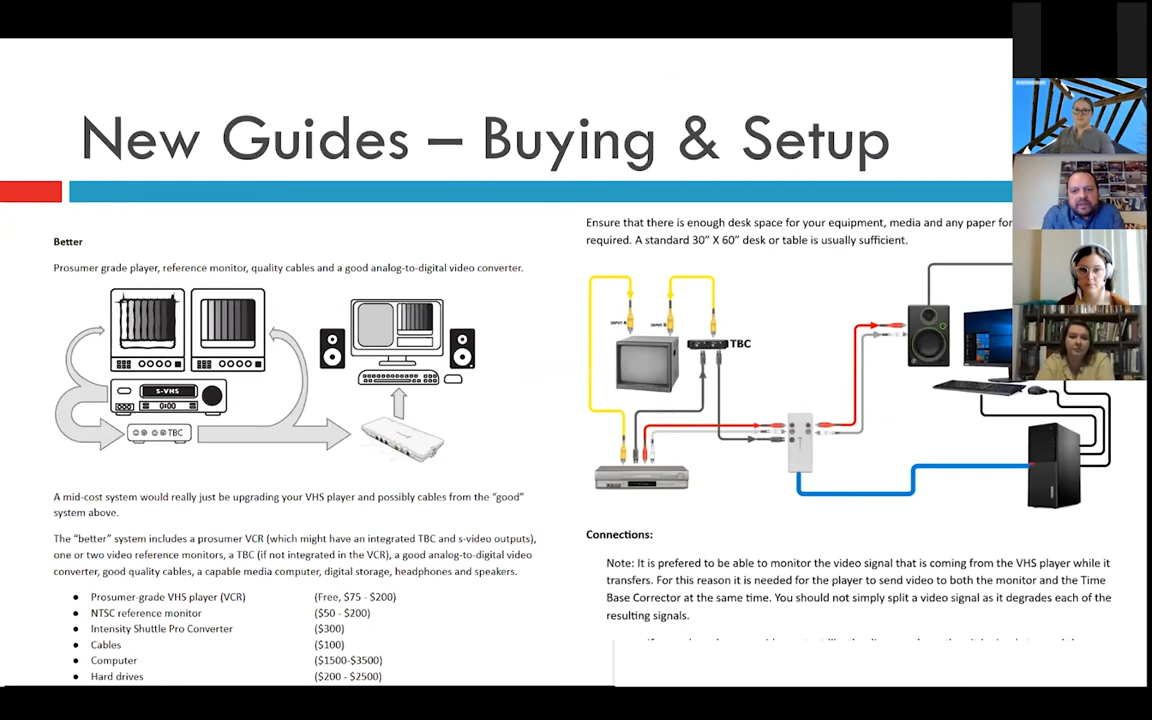 New Guides – Buying & Setup
Better
Prosumer grade player, reference monitor, quality cables and a good analog-to-digital video converter.
S-VHS
0:00
TBC
A mid-cost system would really just be upgrading your VHS player and possibly cables from the “good”
system above.
The “better” system includes a prosumer VCR (which might have an integrated TBC and s-video outputs),
one or two video reference monitors, a TBC (if not integrated in the VCR), a good analog-to-digital video
converter, good quality cables, a capable media computer, digital storage, headphones and speakers.
● Prosumer-grade VHS player (VCR) (Free, $75 - $200)
● NTSC reference monitor ($50 - $200)
● Intensity Shuttle Pro Converter ($300)
● Cables ($100)
● Computer ($1500-$3500)
● Hard drives ($200 - $2500)
Ensure that there is enough desk space for your equipment, media and any paper for
required. A standard 30” X 60” desk or table is usually sufficient.
INPUT A
INPUT B
TBC
Connections:
Note: It is prefered to be able to monitor the video signal that is coming from the VHS player while it
transfers. For this reason it is needed for the player to send video to both the monitor and the Time
Base Corrector at the same time. You should not simply split a video signal as it degrades each of the
resulting signals.